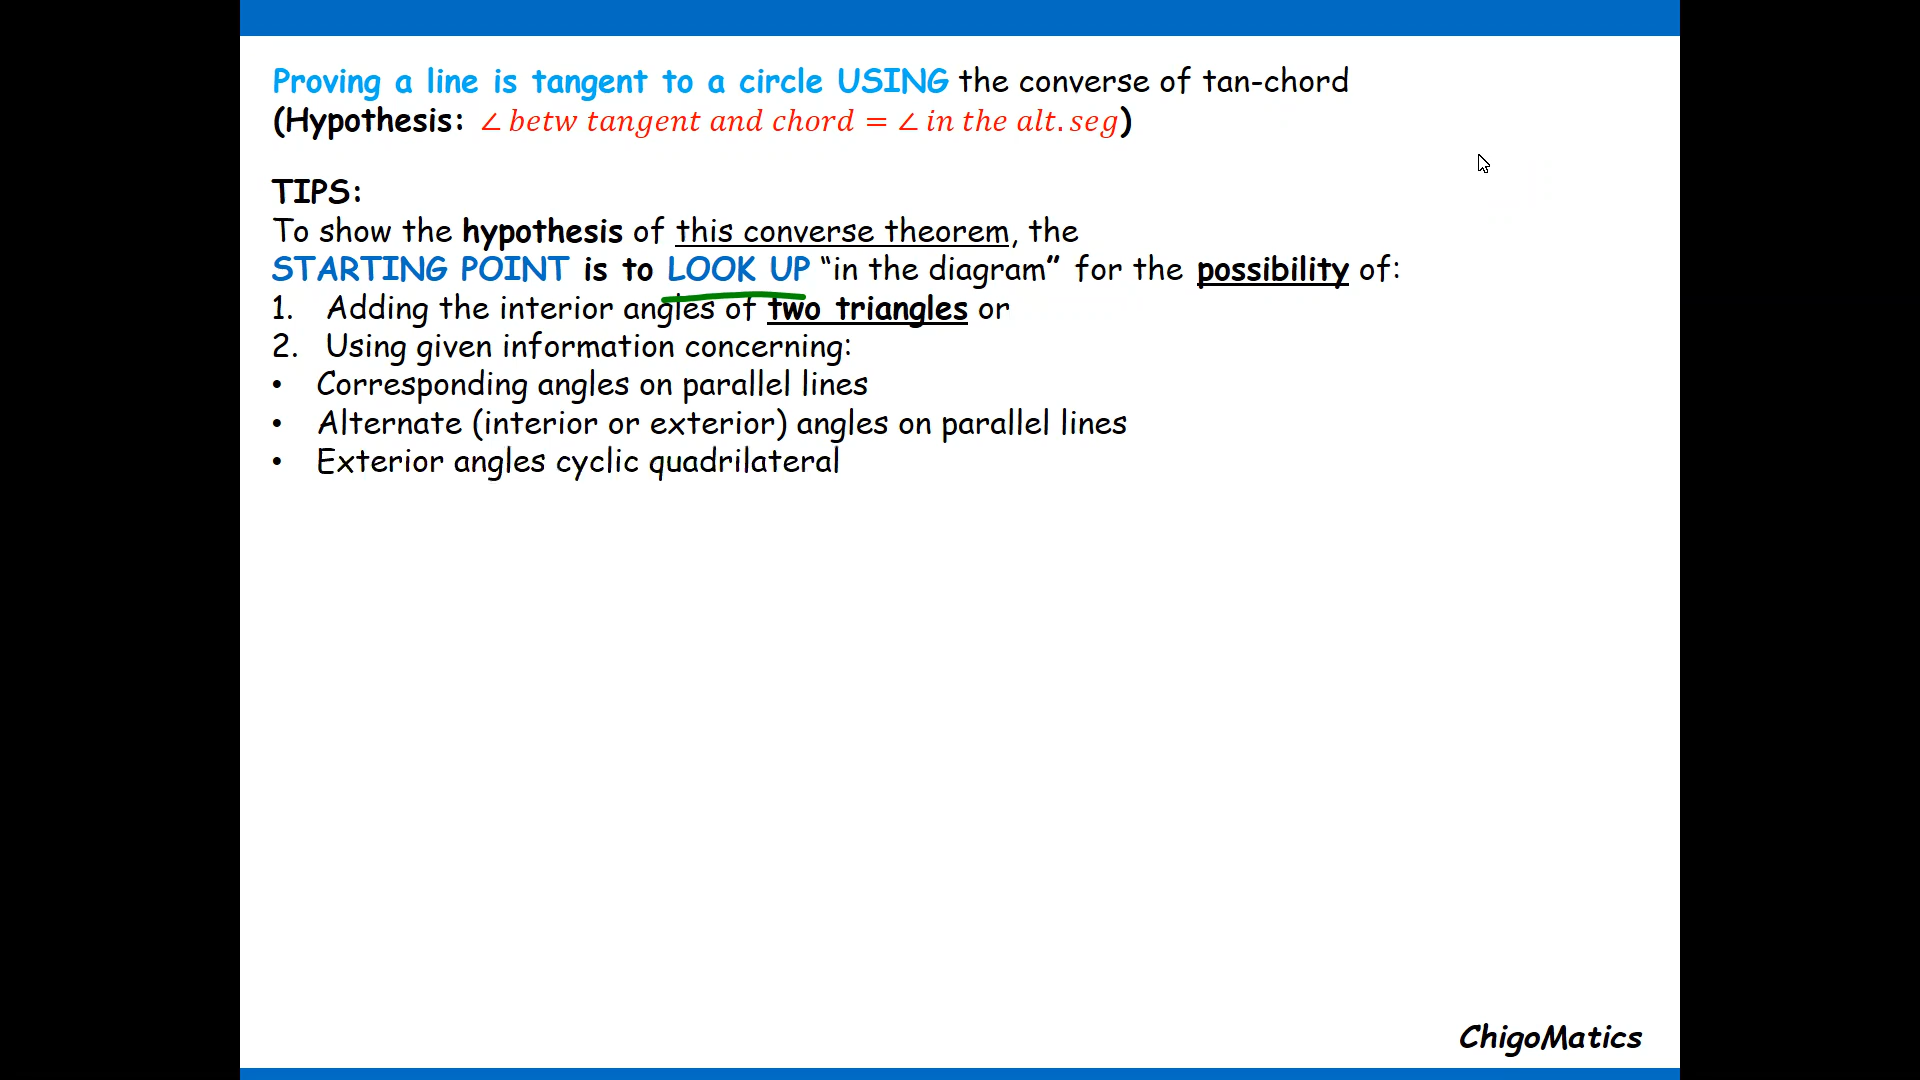 Proving a line is tangent to a circle USING the converse of tan-chord
(Hypothesis: ∠ betw tangent and chord = ∠ in the alt. seg)
TIPS:
To show the hypothesis of this converse theorem, the
STARTING POINT is to LOOK UP “in the diagram” for the possibility of:
1. Adding the interior angles of two triangles or
2. Using given information concerning:
• Corresponding angles on parallel lines
• Alternate (interior or exterior) angles on parallel lines
• Exterior angles cyclic quadrilateral
ChigoMatics